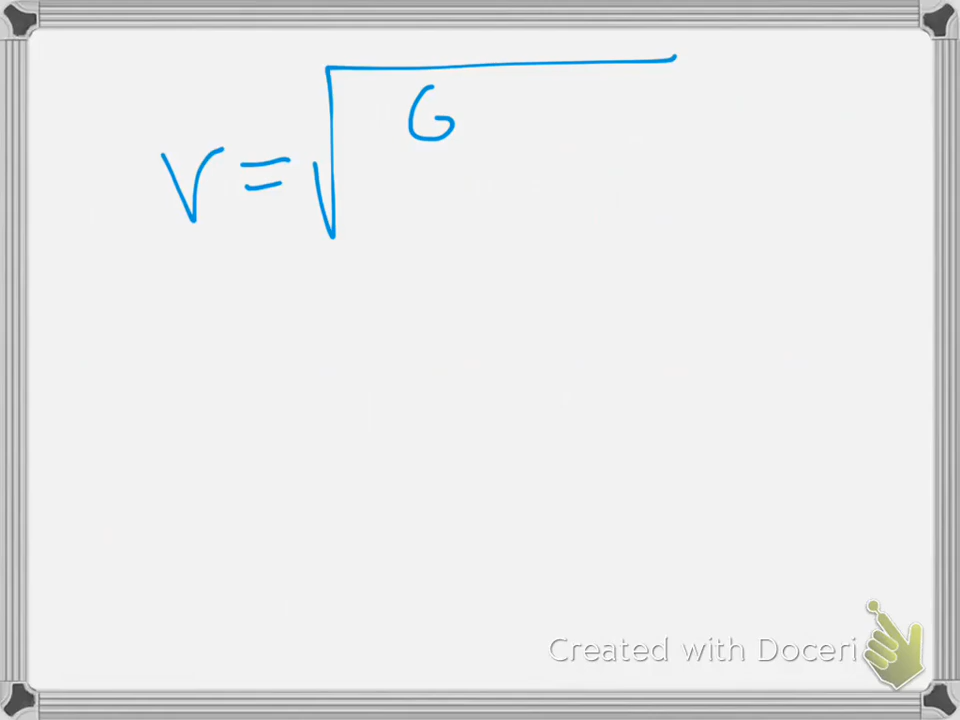 v = √G
Created with Doceri